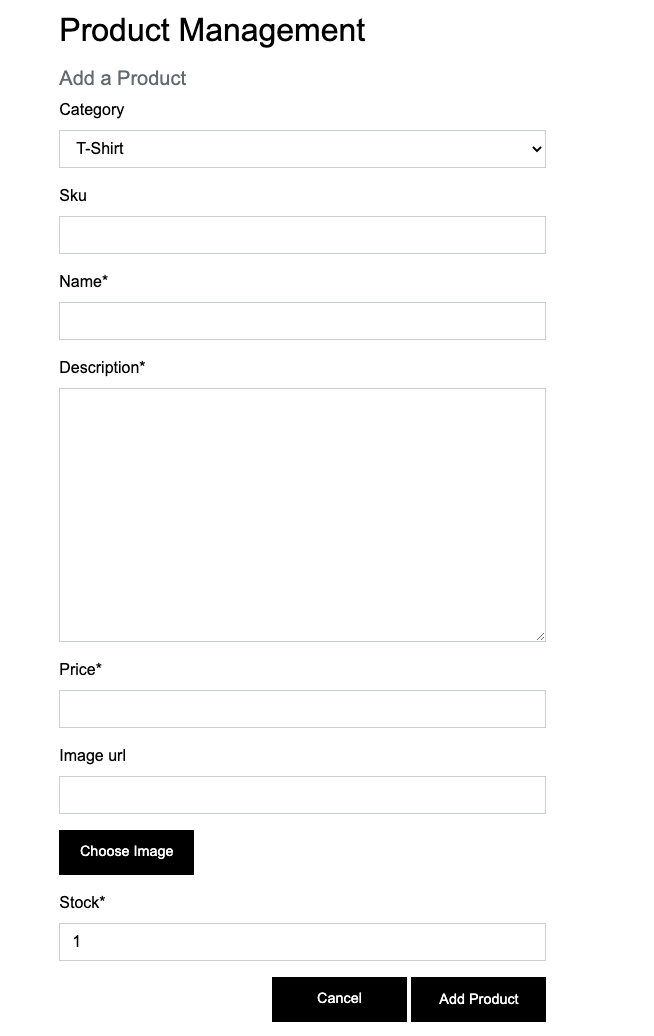 Product Management
Add a Product
Category
T-Shirt
Sku
Name*
Description*
Price*
Image url
Choose Image
Stock*
1
Cancel Add Product